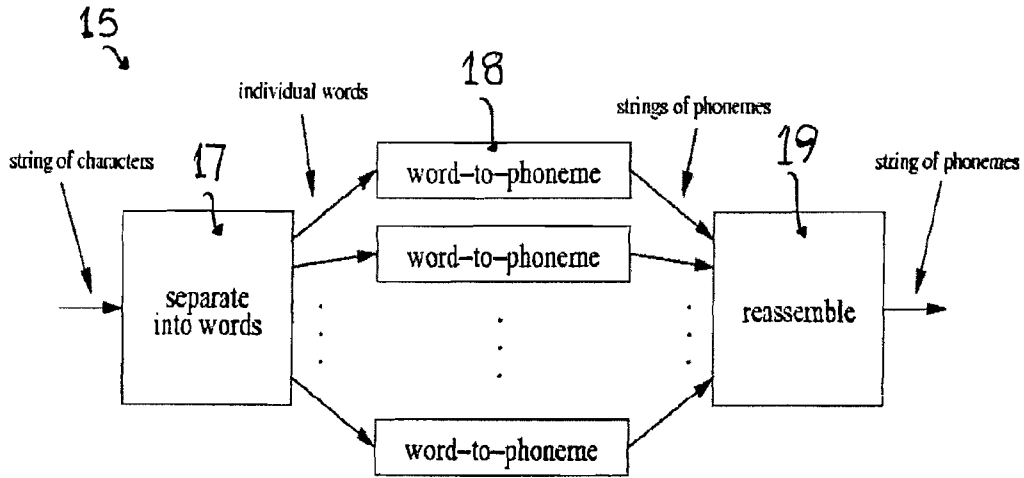 15
18
individual words
strings of phonemes
string of characters
17
19
string of phonemes
word-to-phoneme
word-to-phoneme
separate
into words
reassemble
word-to-phoneme